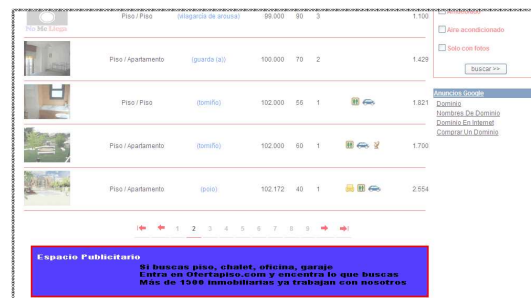 Piso / Piso (vilagarcia de arousa) 99.000 90 3 1.100
No Me Llega
Aire acondicionado
Solo con fotos
Piso / Apartamento (guarda (a)) 100.000 70 2 1.429
buscar >>
Anuncios Google
Piso / Piso (tomiño) 102.000 56 1 1.821
Dominio
Nombres De Dominio
Dominio En Internet
Comprar Un Dominio
Piso / Apartamento (tomiño) 102.000 60 1 1.700
Piso / Apartamento (poio) 102.172 40 1 2.554
1 2 3 4 5 6 7 8 9
Espacio Publicitario
Si buscas piso, chalet, oficina, garaje
Entra en Ofertapiso.com y encentra lo que buscas
Más de 1500 inmobiliarias ya trabajan con nosotros